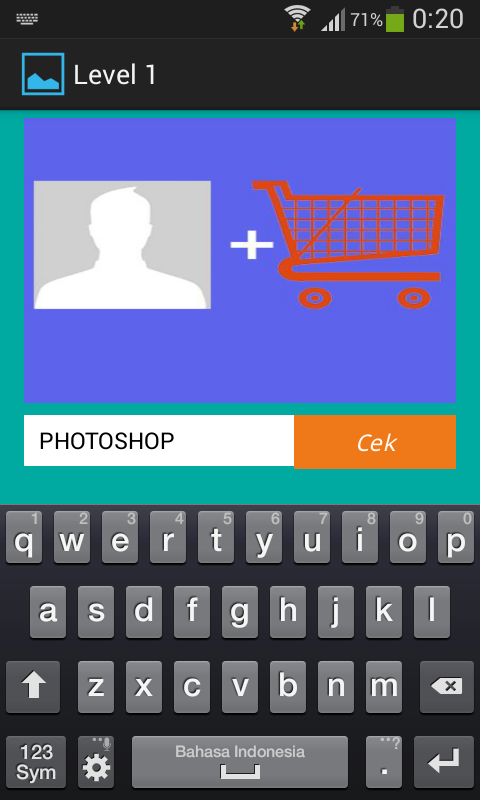 71% 0:20
Level 1
+
PHOTOSHOP Cek
1 2 3 4 5 6 7 8 9 0
q w e r t y u i o p
a s d f g h j k l
z x c v b n m
123 Bahasa Indonesia ?
Sym .